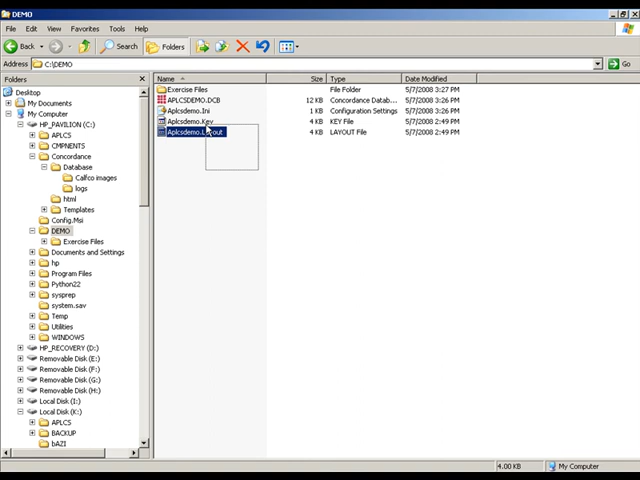 DEMO
File Edit View Favorites Tools Help
Back Search Folders
Address C:\DEMO Go
Folders
Name Size Type Date Modified
Desktop
My Documents
My Computer
HP_PAVILION (C:)
APLCS
CMPNENTS
Concordance
Database
Calfco images
logs
html
Templates
Config.Msi
DEMO
Exercise Files
Documents and Settings
hp
Program Files
Python22
sysprep
system.sav
Temp
Utilities
WINDOWS
HP_RECOVERY (D:)
Removable Disk (E:)
Removable Disk (F:)
Removable Disk (G:)
Removable Disk (H:)
Local Disk (I:)
Local Disk (K:)
APLCS
BACKUP
bAZI
Exercise Files File Folder 5/7/2008 3:27 PM
APLCSDEMO.DCB 12 KB Concordance Datab... 5/7/2008 3:26 PM
Aplcsdemo.Ini 1 KB Configuration Settings 5/7/2008 3:26 PM
Aplcsdemo.Key 4 KB KEY File 5/7/2008 2:49 PM
Aplcsdemo.Layout 4 KB LAYOUT File 5/7/2008 2:49 PM
4.00 KB My Computer